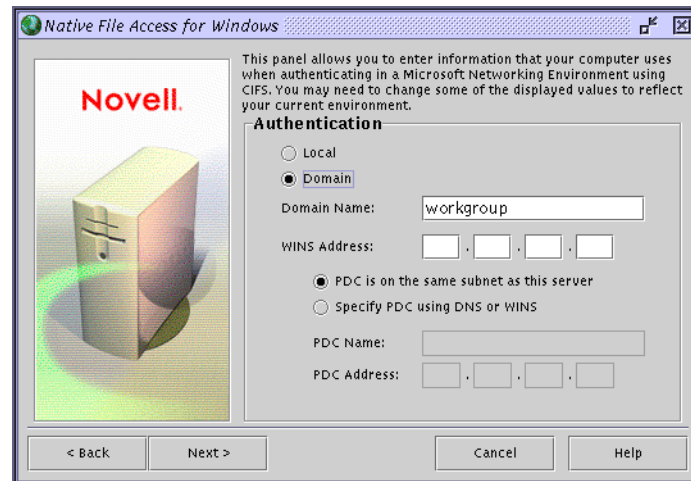 Native File Access for Windows
Novell.
This panel allows you to enter information that your computer uses
when authenticating in a Microsoft Networking Environment using
CIFS. You may need to change some of the displayed values to reflect
your current environment.
Authentication
Local
Domain
Domain Name: workgroup
WINS Address: . . .
PDC is on the same subnet as this server
Specify PDC using DNS or WINS
PDC Name:
PDC Address: . . .
< Back Next > Cancel Help